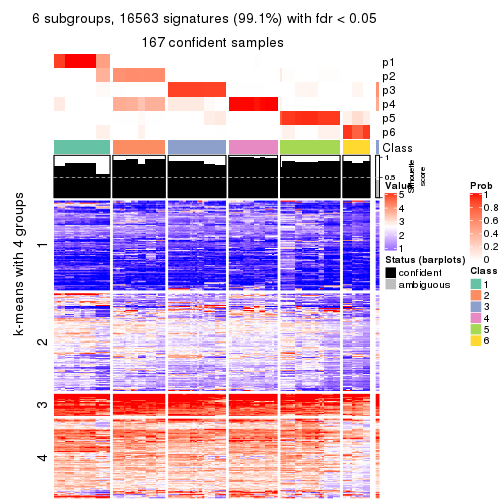 6 subgroups, 16563 signatures (99.1%) with fdr < 0.05
167 confident samples
p1
p2
p3
p4
p5
p6
Class
1
0.5
0
Silhouette
score
k-means with 4 groups
1
2
3
4
Value
5
4
3
2
1
Status (barplots)
confident
ambiguous
Prob
1
0.8
0.6
0.4
0.2
0
Class
1
2
3
4
5
6